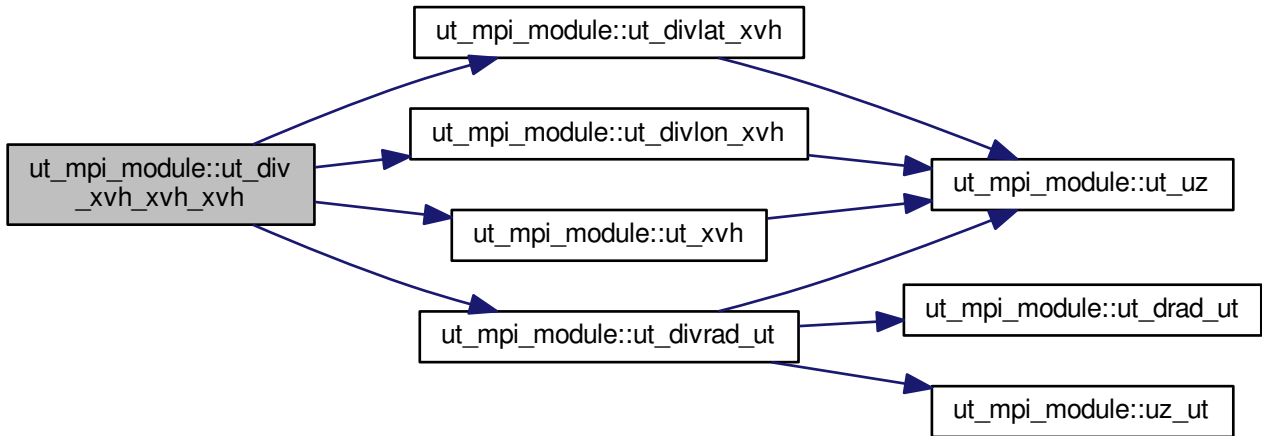 ut_mpi_module::ut_divlat_xvh
ut_mpi_module::ut_divlon_xvh
ut_mpi_module::ut_div
_xvh_xvh_xvh
ut_mpi_module::ut_uz
ut_mpi_module::ut_xvh
ut_mpi_module::ut_drad_ut
ut_mpi_module::ut_divrad_ut
ut_mpi_module::uz_ut